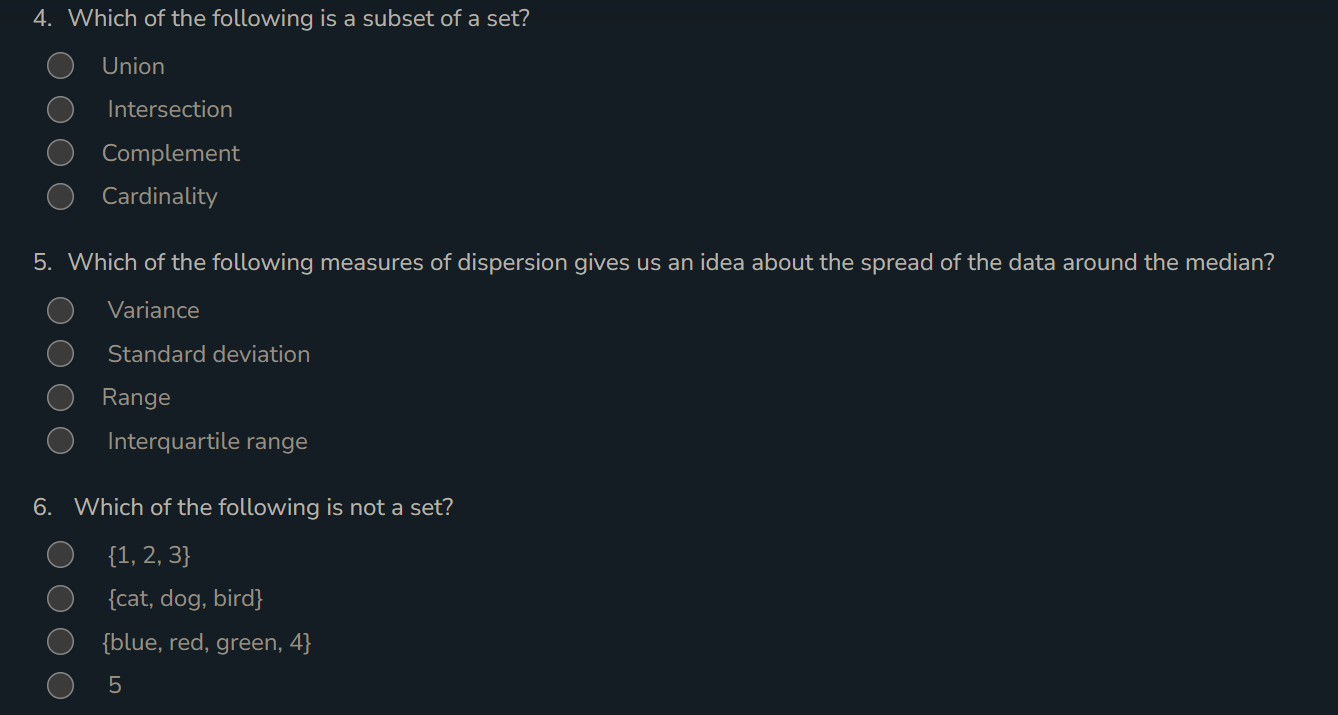 4. Which of the following is a subset of a set?
Union
Intersection
Complement
Cardinality
5. Which of the following measures of dispersion gives us an idea about the spread of the data around the median?
Variance
Standard deviation
Range
Interquartile range
6. Which of the following is not a set?
{1, 2, 3}
{cat, dog, bird}
{blue, red, green, 4}
5